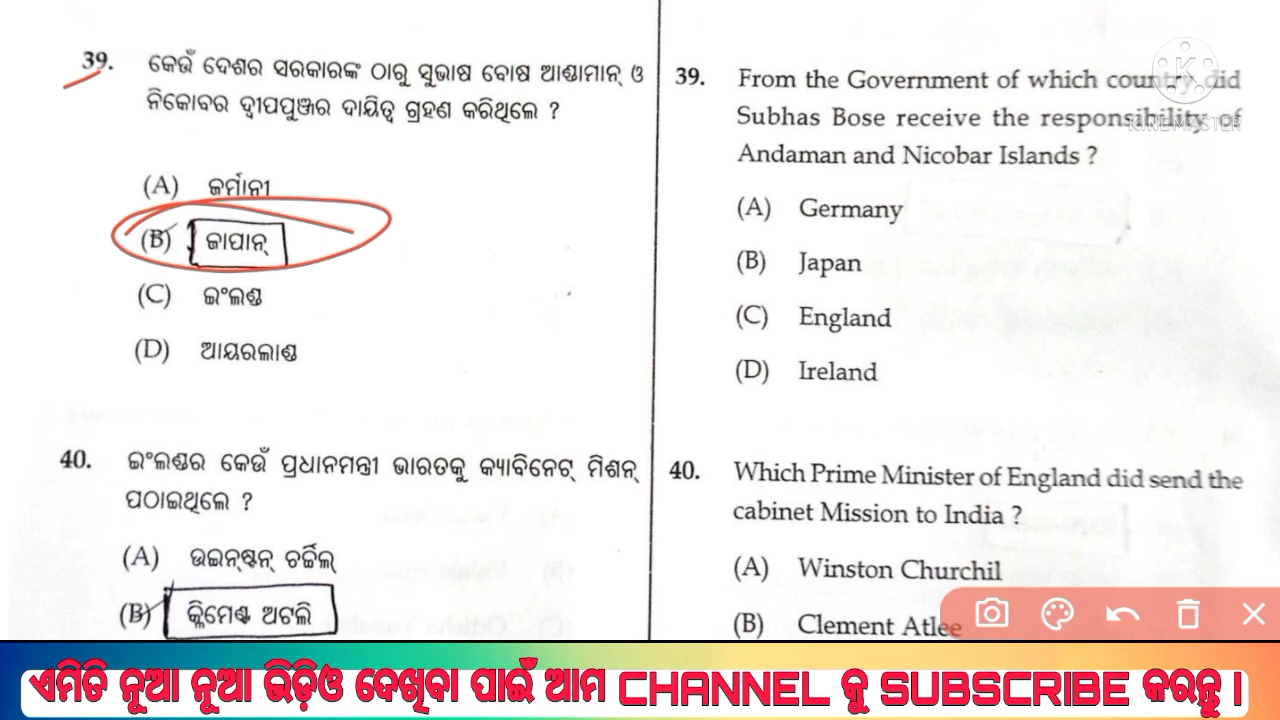 39. କେଉଁ ଦେଶର ସରକାରଙ୍କ ଠାରୁ ସୁଭାଷ ବୋଷ ଆଣ୍ଡାମାନ୍ ଓ
ନିକୋବର ଦ୍ୱୀପପୁଞ୍ଜର ଦାୟିତ୍ୱ ଗ୍ରହଣ କରିଥିଲେ ?
(A) ଜର୍ମାନୀ
(B) ଜାପାନ୍
(C) ଇଂଲଣ୍ଡ
(D) ଆୟରଲାଣ୍ଡ
40. ଇଂଲଣ୍ଡର କେଉଁ ପ୍ରଧାନମନ୍ତ୍ରୀ ଭାରତକୁ କ୍ୟାବିନେଟ୍ ମିଶନ୍
ପଠାଇଥିଲେ ?
(A) ଉଇନ୍‌ଷ୍ଟନ୍ ଚର୍ଚ୍ଚିଲ୍
(B) କ୍ଲିମେଣ୍ଟ ଅଟଲି
39. From the Government of which country did
Subhas Bose receive the responsibility of
Andaman and Nicobar Islands ?
(A) Germany
(B) Japan
(C) England
(D) Ireland
40. Which Prime Minister of England did send the
cabinet Mission to India ?
(A) Winston Churchil
(B) Clement Atlee
KINEMASTER
ଏମିତି ନୂଆ ନୂଆ ଭିଡ଼ିଓ ଦେଖିବା ପାଇଁ ଆମ CHANNEL କୁ SUBSCRIBE କରନ୍ତୁ ।